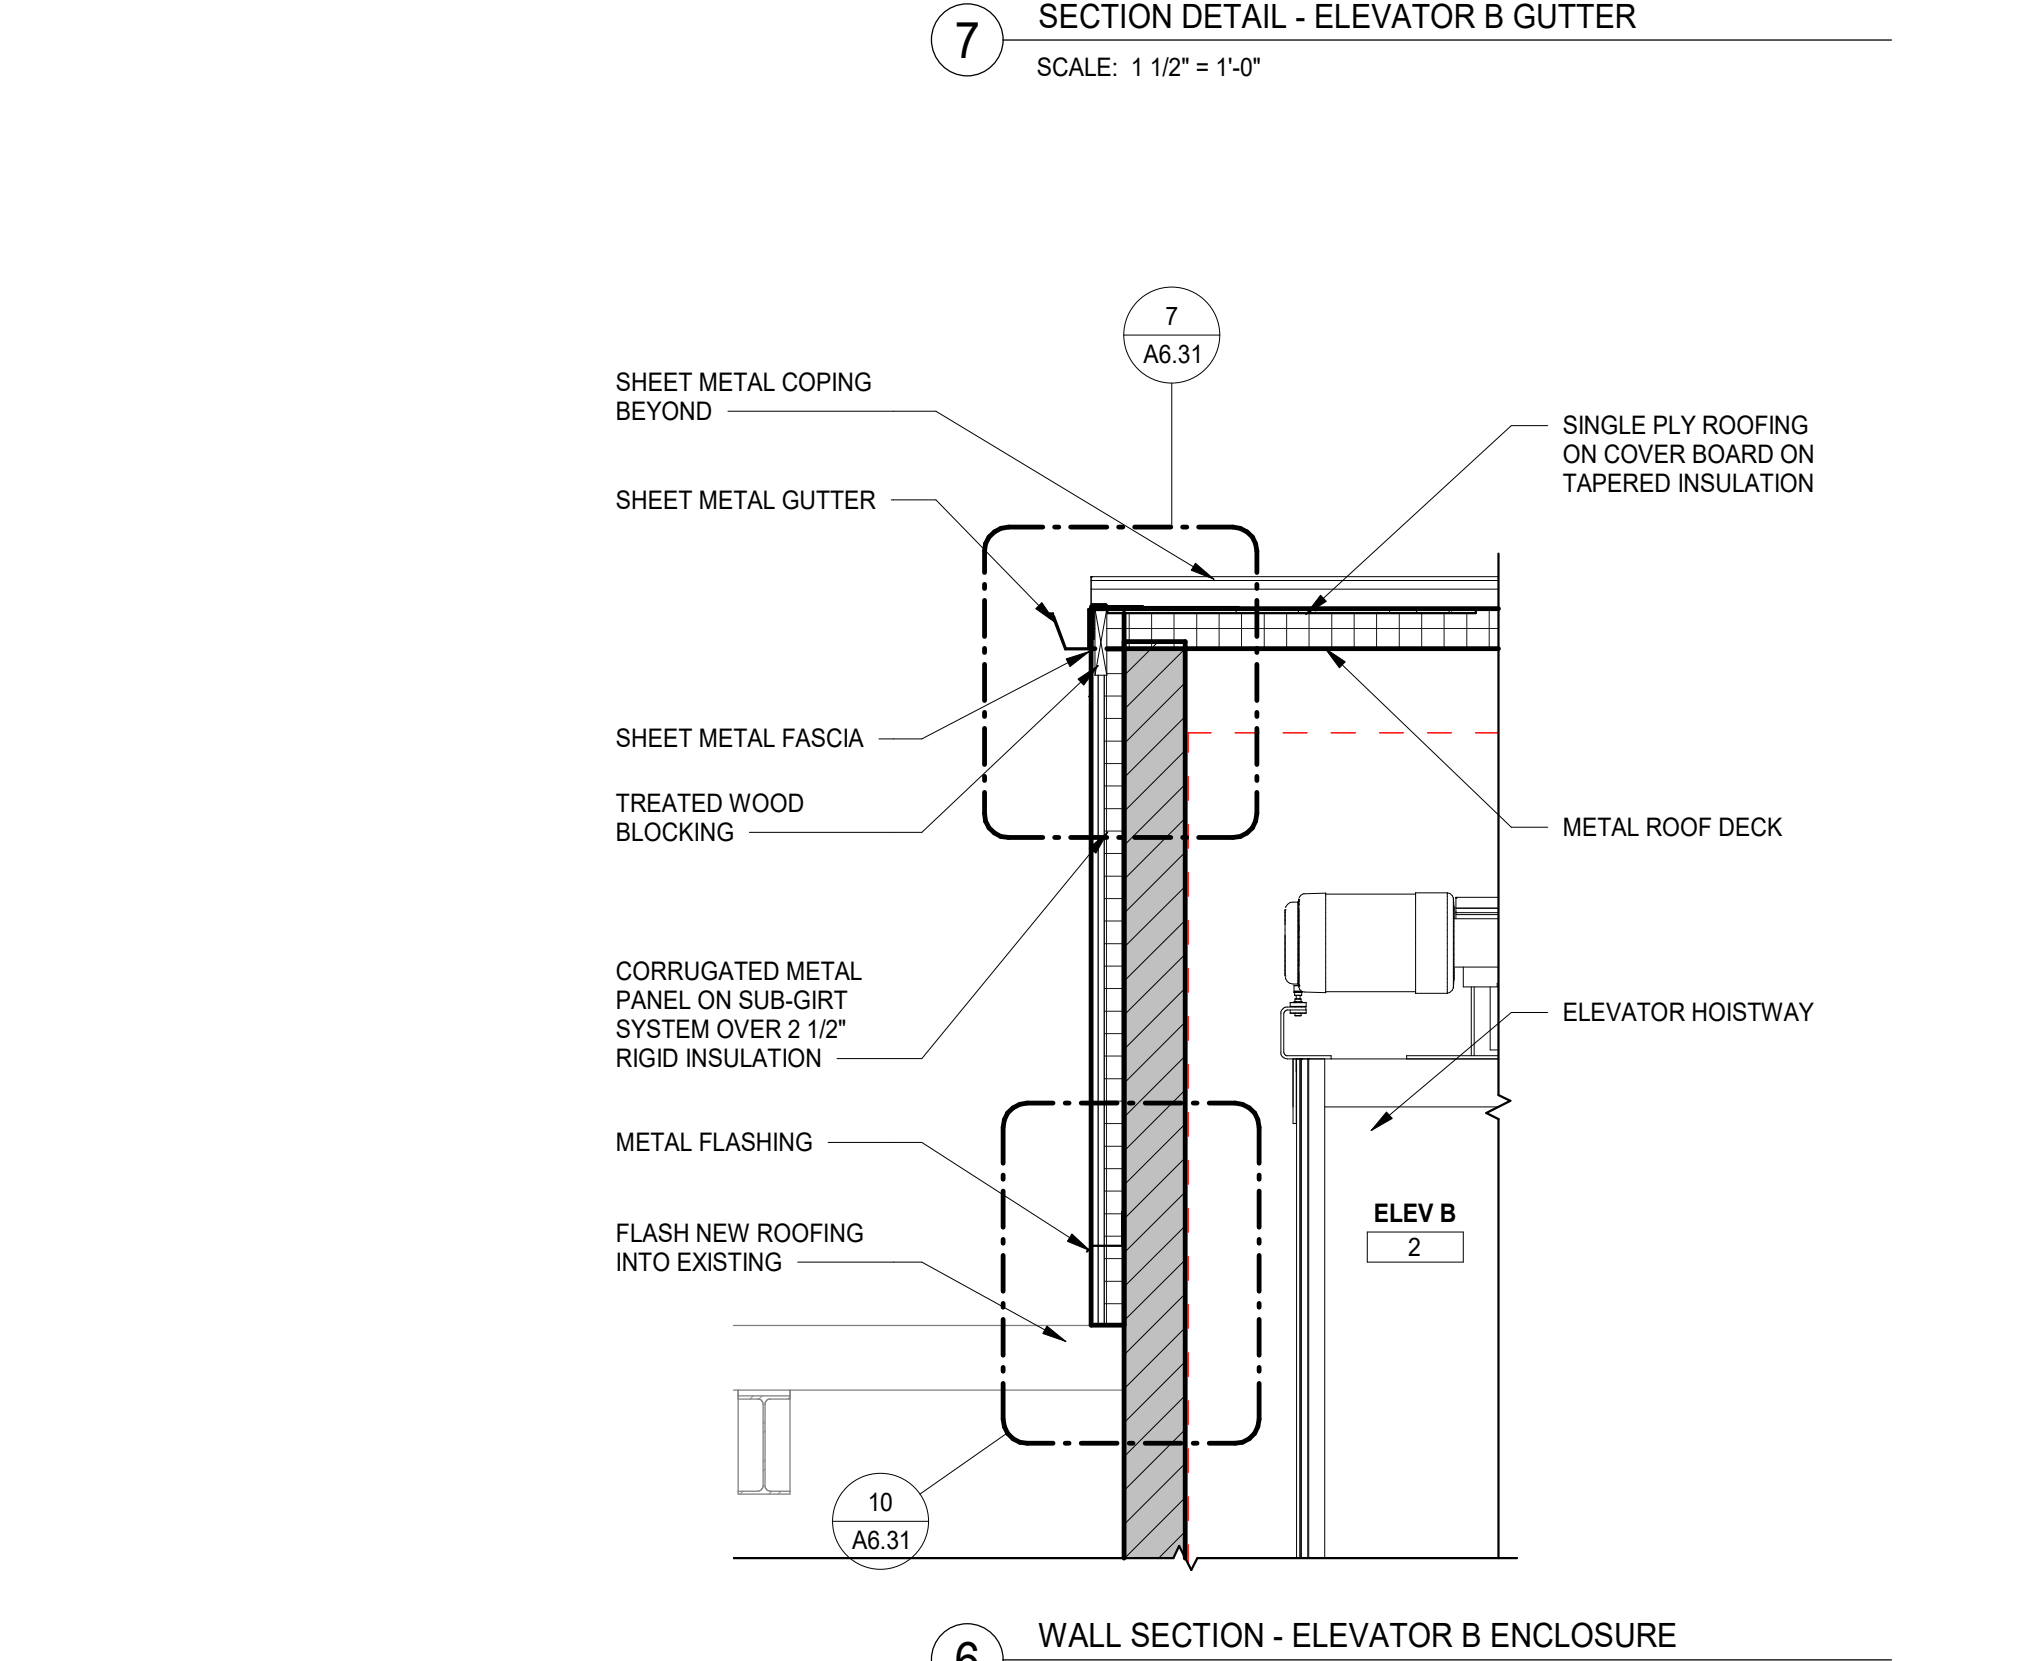 7
SECTION DETAIL - ELEVATOR B GUTTER
SCALE: 1 1/2" = 1'-0"
7
A6.31
SHEET METAL COPING
BEYOND
SHEET METAL GUTTER
SINGLE PLY ROOFING
ON COVER BOARD ON
TAPERED INSULATION
SHEET METAL FASCIA
TREATED WOOD
BLOCKING
METAL ROOF DECK
CORRUGATED METAL
PANEL ON SUB-GIRT
SYSTEM OVER 2 1/2"
RIGID INSULATION
ELEVATOR HOISTWAY
METAL FLASHING
FLASH NEW ROOFING
INTO EXISTING
ELEV B
2
10
A6.31
6
WALL SECTION - ELEVATOR B ENCLOSURE